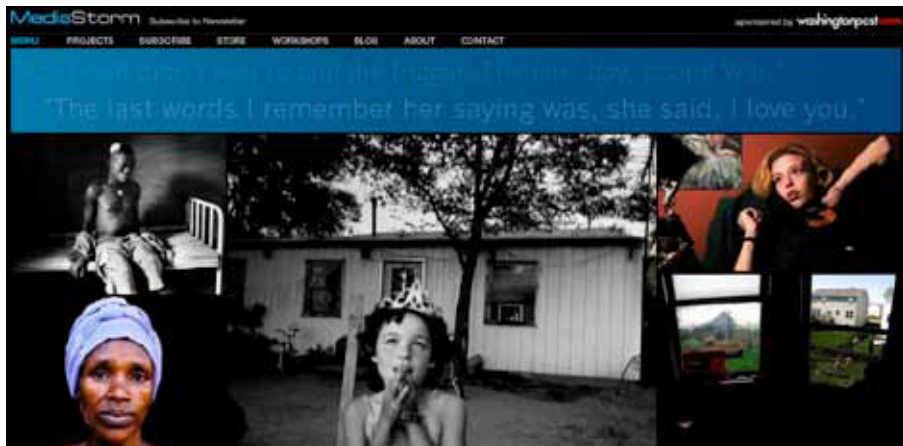 MediaStorm Subscribe to Newsletter sponsored by washingtonpost.com
MENU PROJECTS SUBSCRIBE STORE WORKSHOPS BLOG ABOUT CONTACT
"The last words I remember her saying was, she said, I love you."